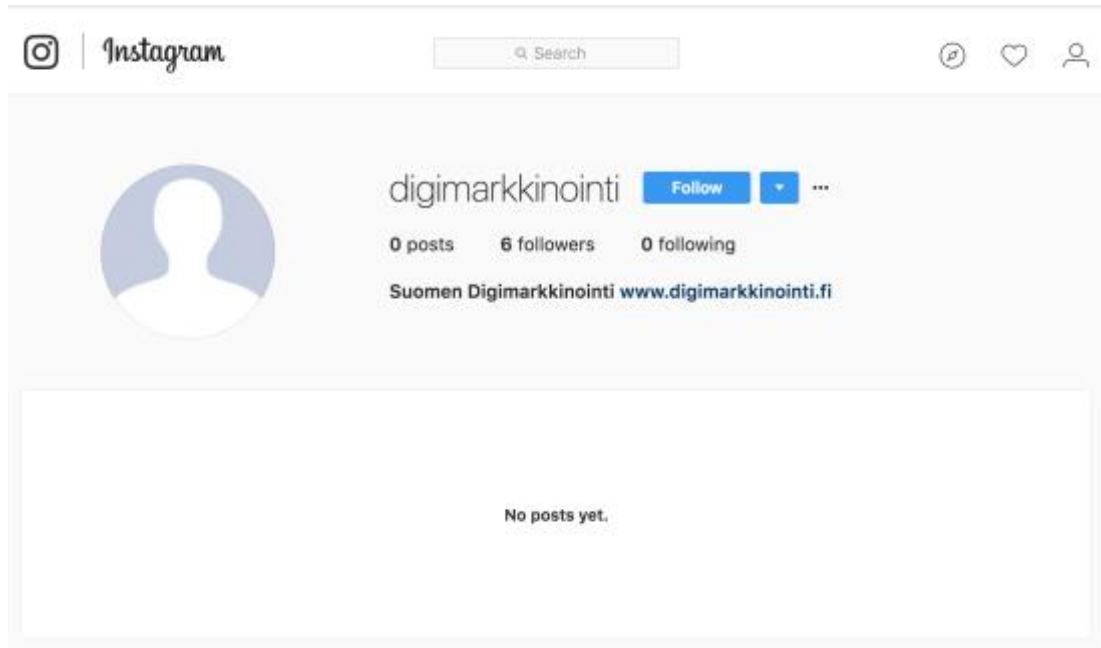 Instagram
Search
digimarkkinointi Follow ...
0 posts 6 followers 0 following
Suomen Digimarkkinointi www.digimarkkinointi.fi
No posts yet.